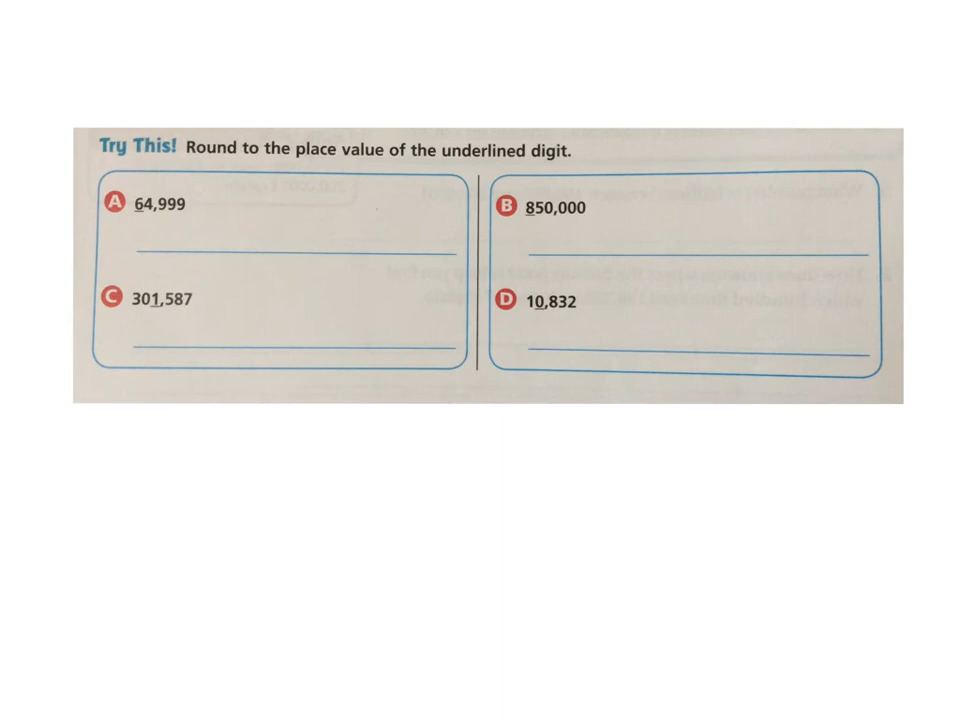 Try This! Round to the place value of the underlined digit.
A 64,999
B 850,000
C 301,587
D 10,832